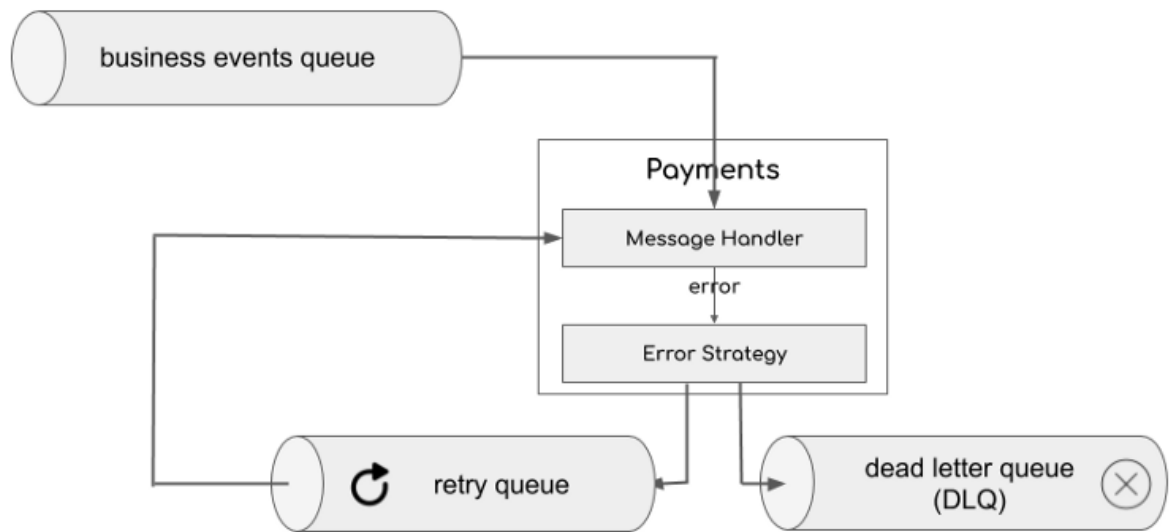 business events queue
Payments
Message Handler
error
Error Strategy
retry queue
dead letter queue
(DLQ)